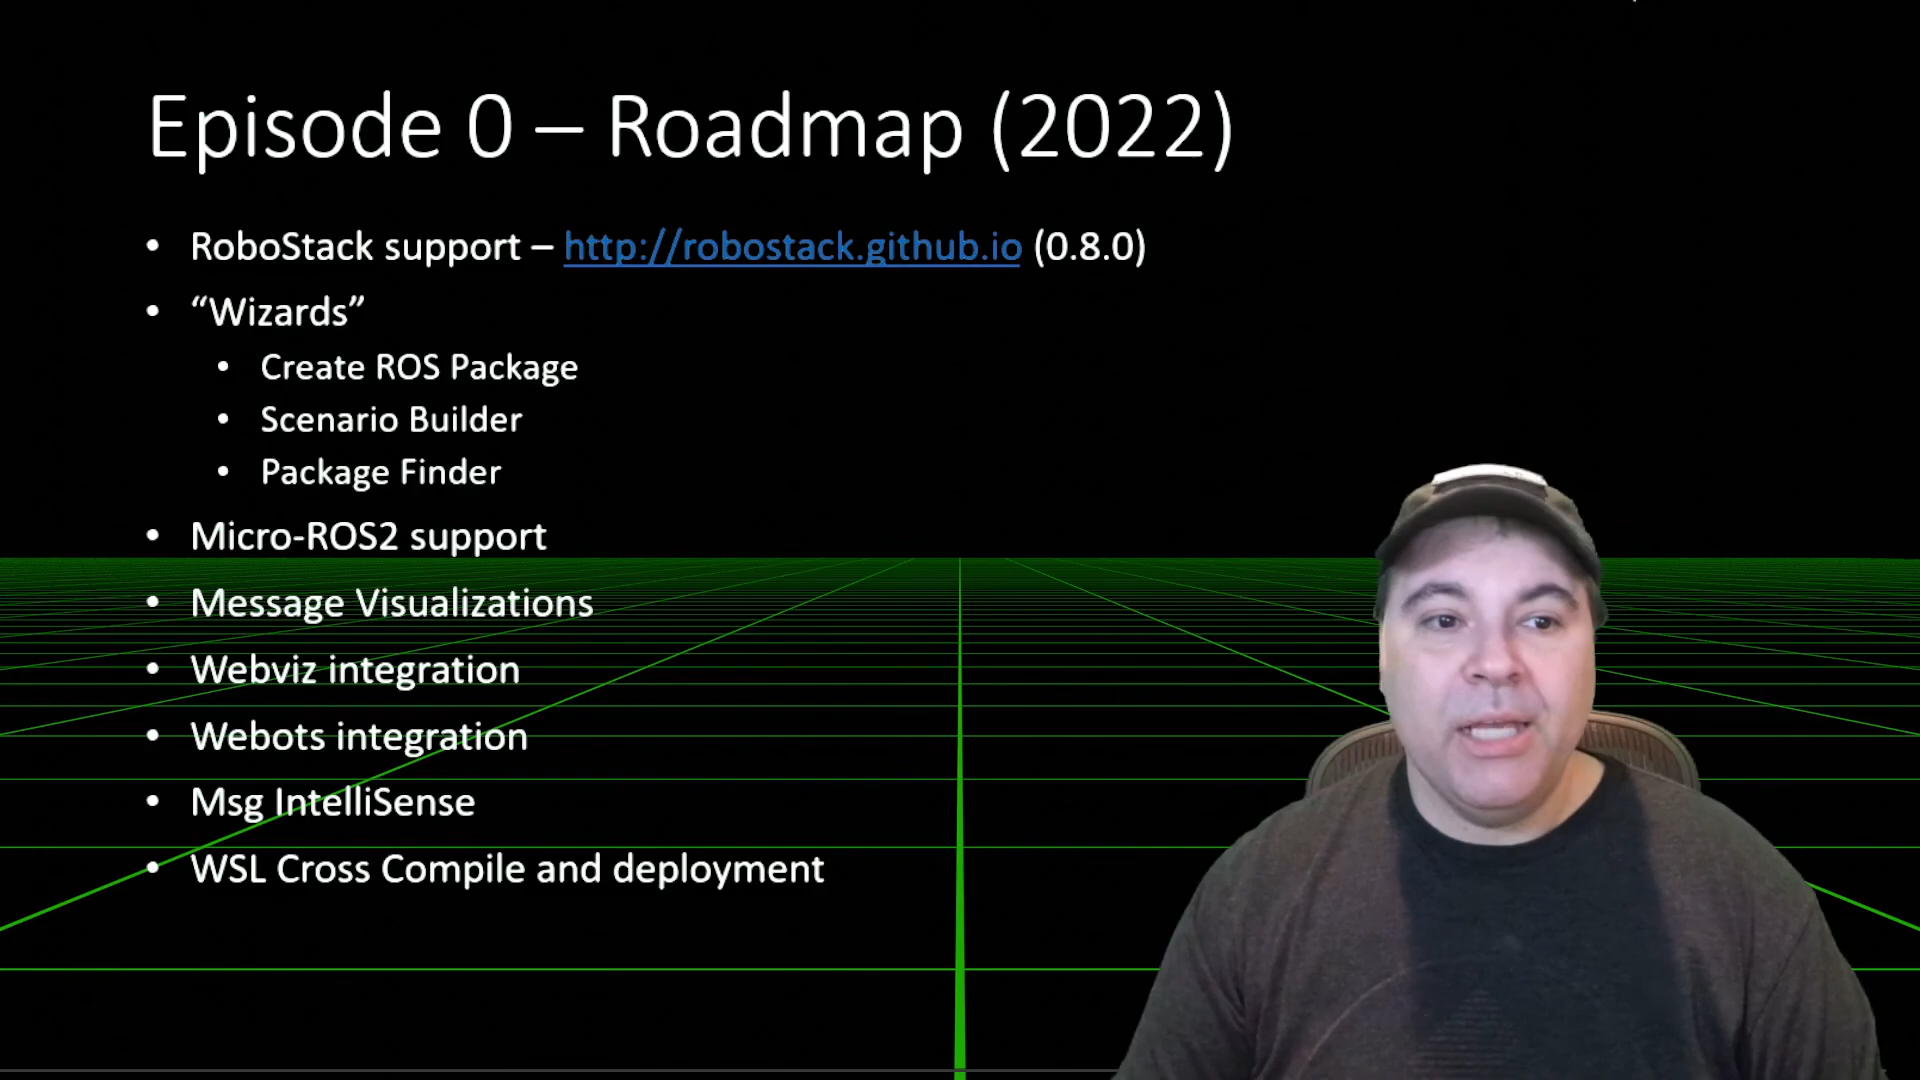 Episode 0 – Roadmap (2022)
• RoboStack support – http://robostack.github.io (0.8.0)
• “Wizards”
• Create ROS Package
• Scenario Builder
• Package Finder
• Micro-ROS2 support
• Message Visualizations
• Webviz integration
• Webots integration
• Msg IntelliSense
• WSL Cross Compile and deployment